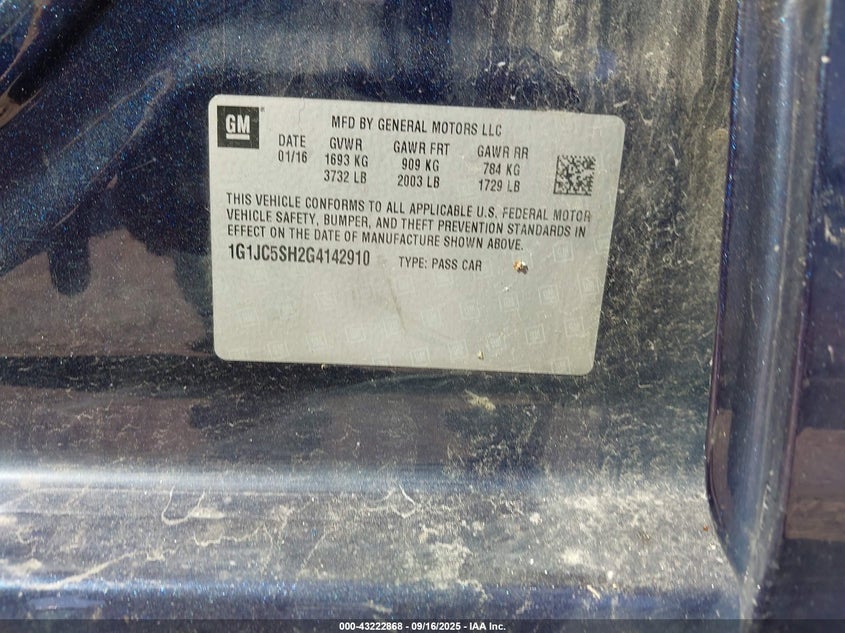 GM
MFD BY GENERAL MOTORS LLC
DATE GVWR GAWR FRT GAWR RR
01/16 1693 KG 909 KG 784 KG
3732 LB 2003 LB 1729 LB
THIS VEHICLE CONFORMS TO ALL APPLICABLE U.S. FEDERAL MOTOR
VEHICLE SAFETY, BUMPER, AND THEFT PREVENTION STANDARDS IN
EFFECT ON THE DATE OF MANUFACTURE SHOWN ABOVE.
1G1JC5SH2G4142910 TYPE: PASS CAR
000-43222868 - 09/16/2025 - IAA Inc.